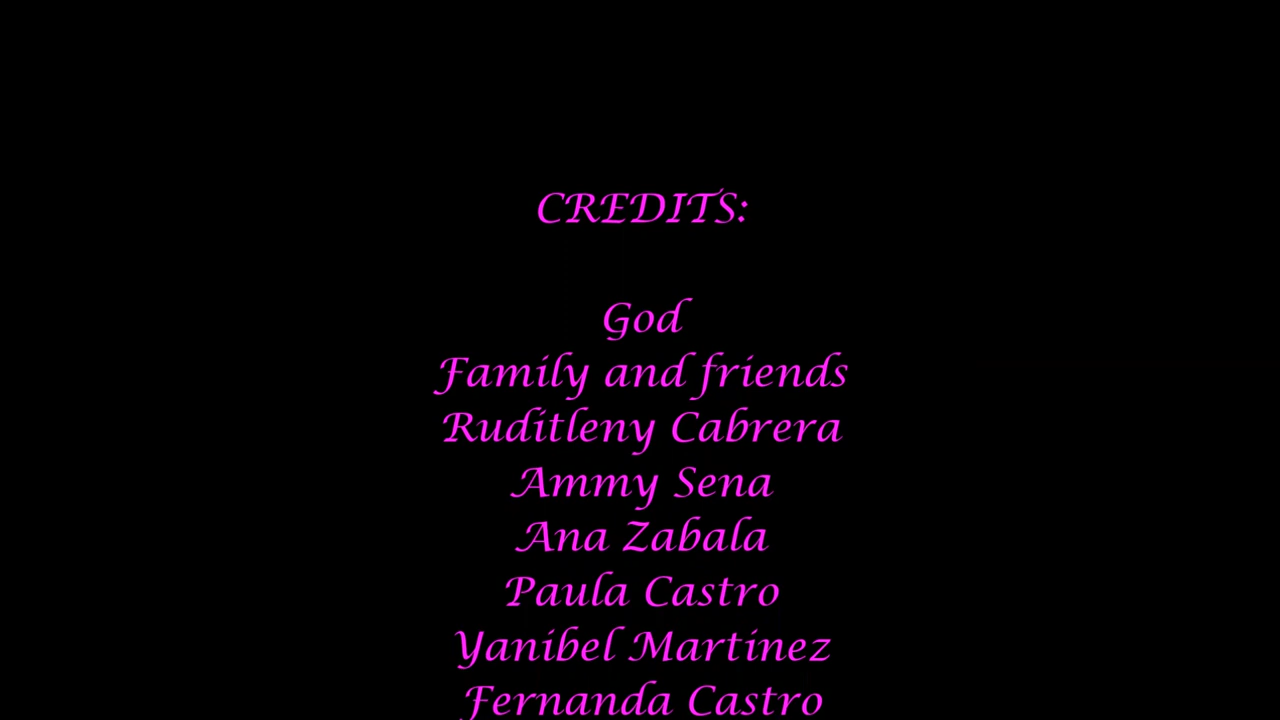 CREDITS:
God
Family and friends
Ruditleny Cabrera
Ammy Sena
Ana Zabala
Paula Castro
Yanibel Martinez
Fernanda Castro